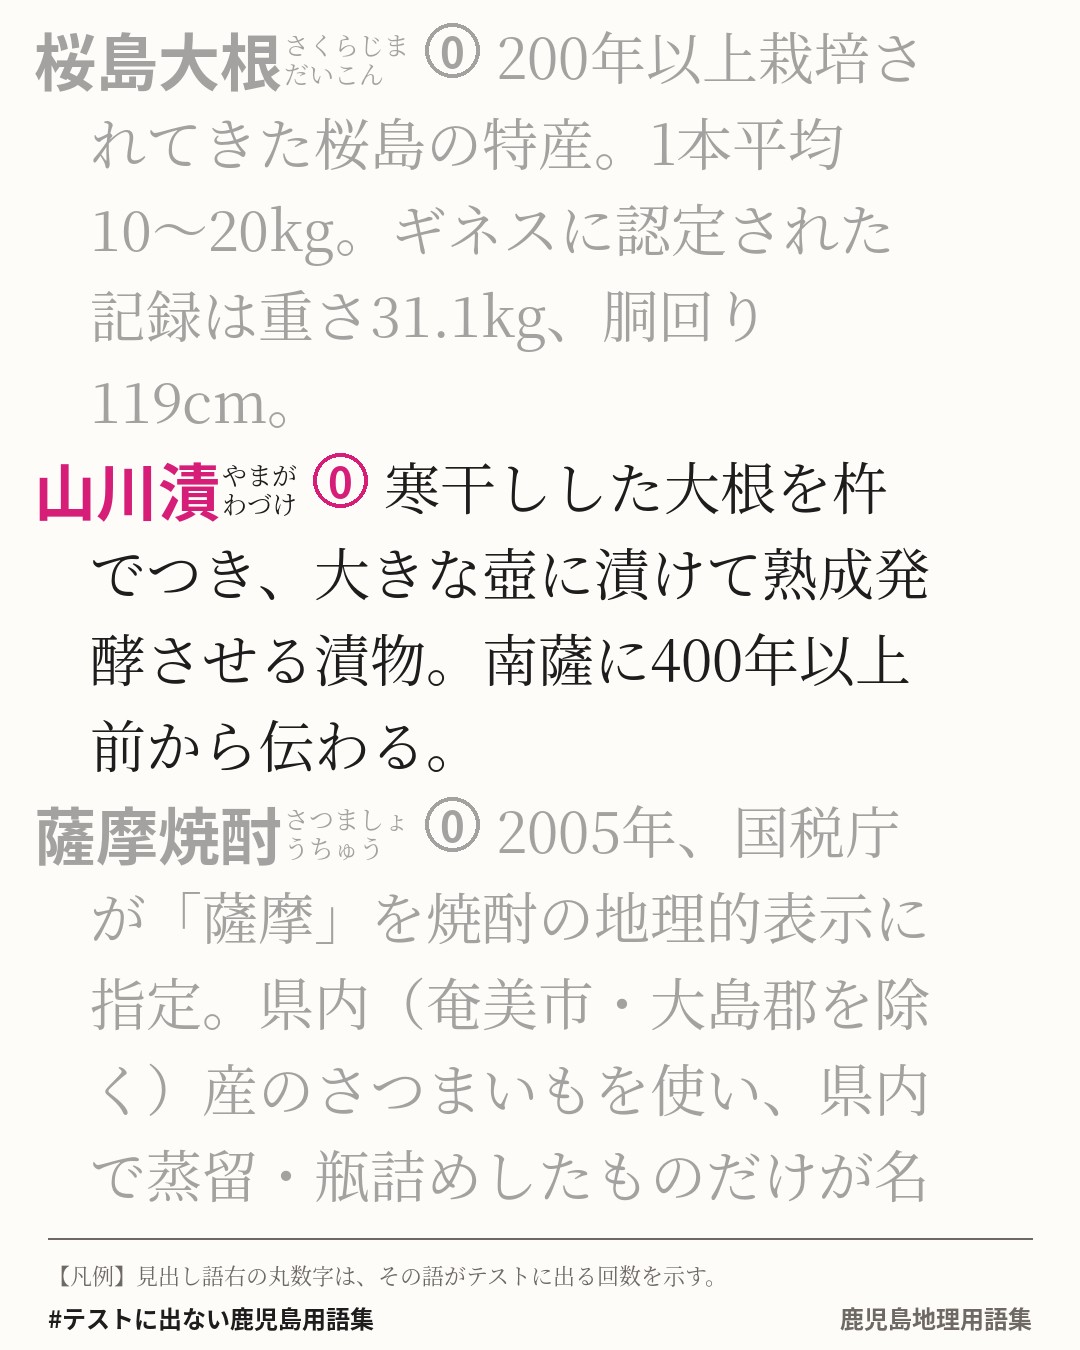 桜島大根 さくらじまだいこん ⓪ 200年以上栽培さ
れてきた桜島の特産。1本平均
10〜20kg。ギネスに認定された
記録は重さ31.1kg、胴回り
119cm。
山川漬 やまがわづけ ⓪ 寒干しした大根を杵
でつき、大きな壺に漬けて熟成発
酵させる漬物。南薩に400年以上
前から伝わる。
薩摩焼酎 さつましょうちゅう ⓪ 2005年、国税庁
が「薩摩」を焼酎の地理的表示に
指定。県内（奄美市・大島郡を除
く）産のさつまいもを使い、県内
で蒸留・瓶詰めしたものだけが名
【凡例】見出し語右の丸数字は、その語がテストに出る回数を示す。
#テストに出ない鹿児島用語集
鹿児島地理用語集